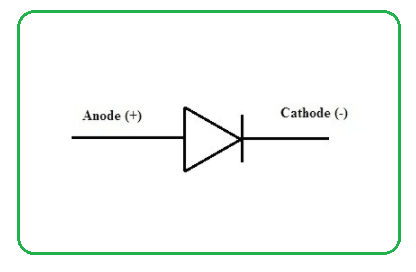 Anode (+)
Cathode (-)